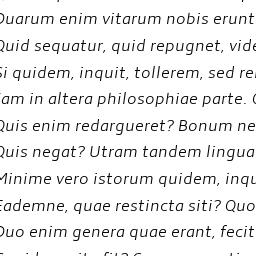 Duarum enim vitarum nobis erunt
Quid sequatur, quid repugnet, vide
Si quidem, inquit, tollerem, sed re
iam in altera philosophiae parte.
Quis enim redargueret? Bonum ne
Quis negat? Utram tandem lingua
Minime vero istorum quidem, inqu
Eademne, quae restincta siti? Quo
Duo enim genera quae erant, fecit